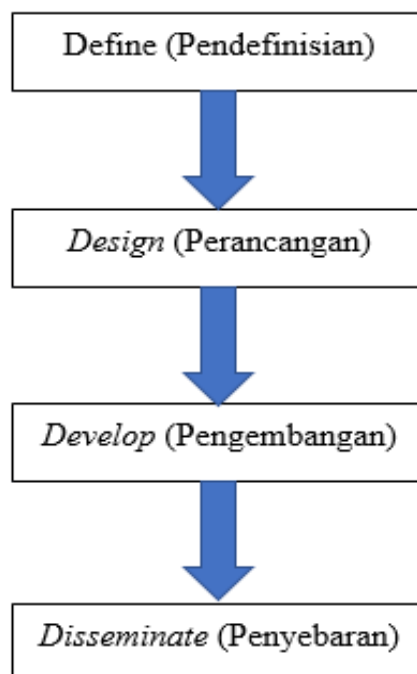 Define (Pendefinisian)
Design (Perancangan)
Develop (Pengembangan)
Disseminate (Penyebaran)